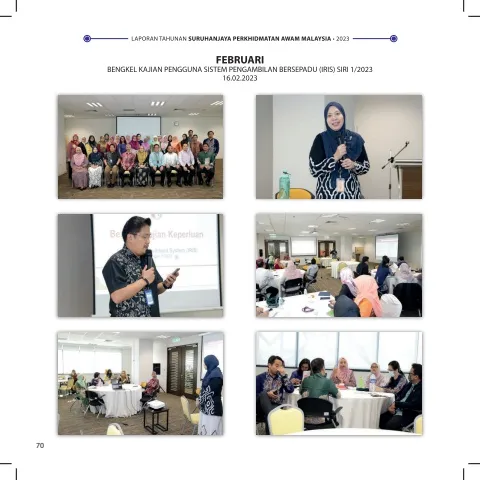 LAPORAN TAHUNAN SURUHANJAYA PERKHIDMATAN AWAM MALAYSIA • 2023
FEBRUARI
BENGKEL KAJIAN PENGGUNA SISTEM PENGAMBILAN BERSEPADU (IRIS) SIRI 1/2023
16.02.2023
Keperluan
70